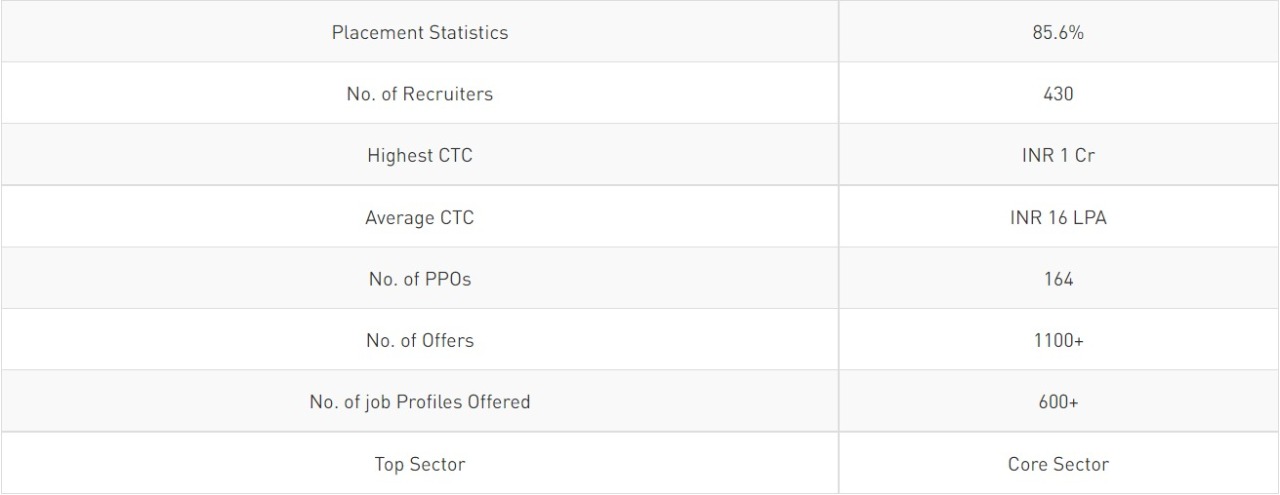 Placement Statistics 85.6%
No. of Recruiters 430
Highest CTC INR 1 Cr
Average CTC INR 16 LPA
No. of PPOs 164
No. of Offers 1100+
No. of job Profiles Offered 600+
Top Sector Core Sector